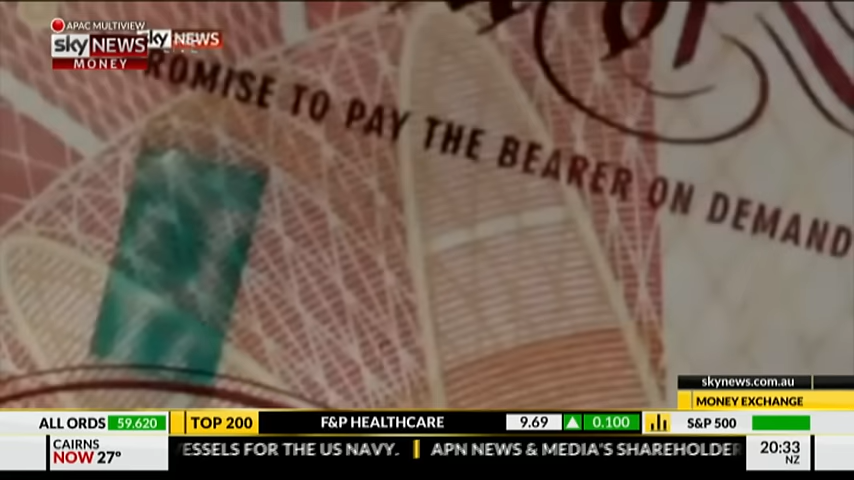 APAC MULTIVIEW
sky NEWS
sky NEWS
MONEY
ROMISE TO PAY THE BEARER ON DEMAND
skynews.com.au
MONEY EXCHANGE
ALL ORDS 59.620 TOP 200 F&P HEALTHCARE 9.69 0.100 S&P 500
CAIRNS
NOW 27° ESSELS FOR THE US NAVY. APN NEWS & MEDIA'S SHAREHOLDER 20:33
NZ